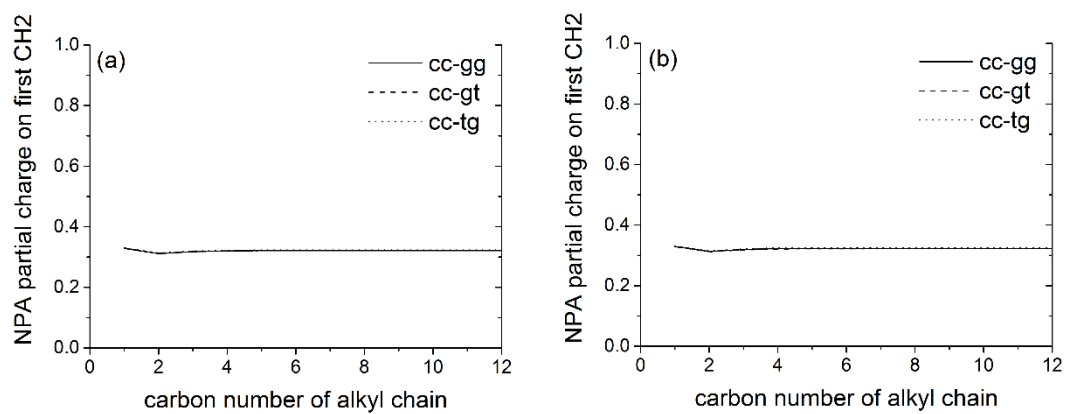 NPA partial charge on first CH2
(a)
cc-gg
cc-gt
cc-tg
1.0
0.8
0.6
0.4
0.2
0.0
0 2 4 6 8 10 12
carbon number of alkyl chain
NPA partial charge on first CH2
(b)
cc-gg
cc-gt
cc-tg
1.0
0.8
0.6
0.4
0.2
0.0
0 2 4 6 8 10 12
carbon number of alkyl chain